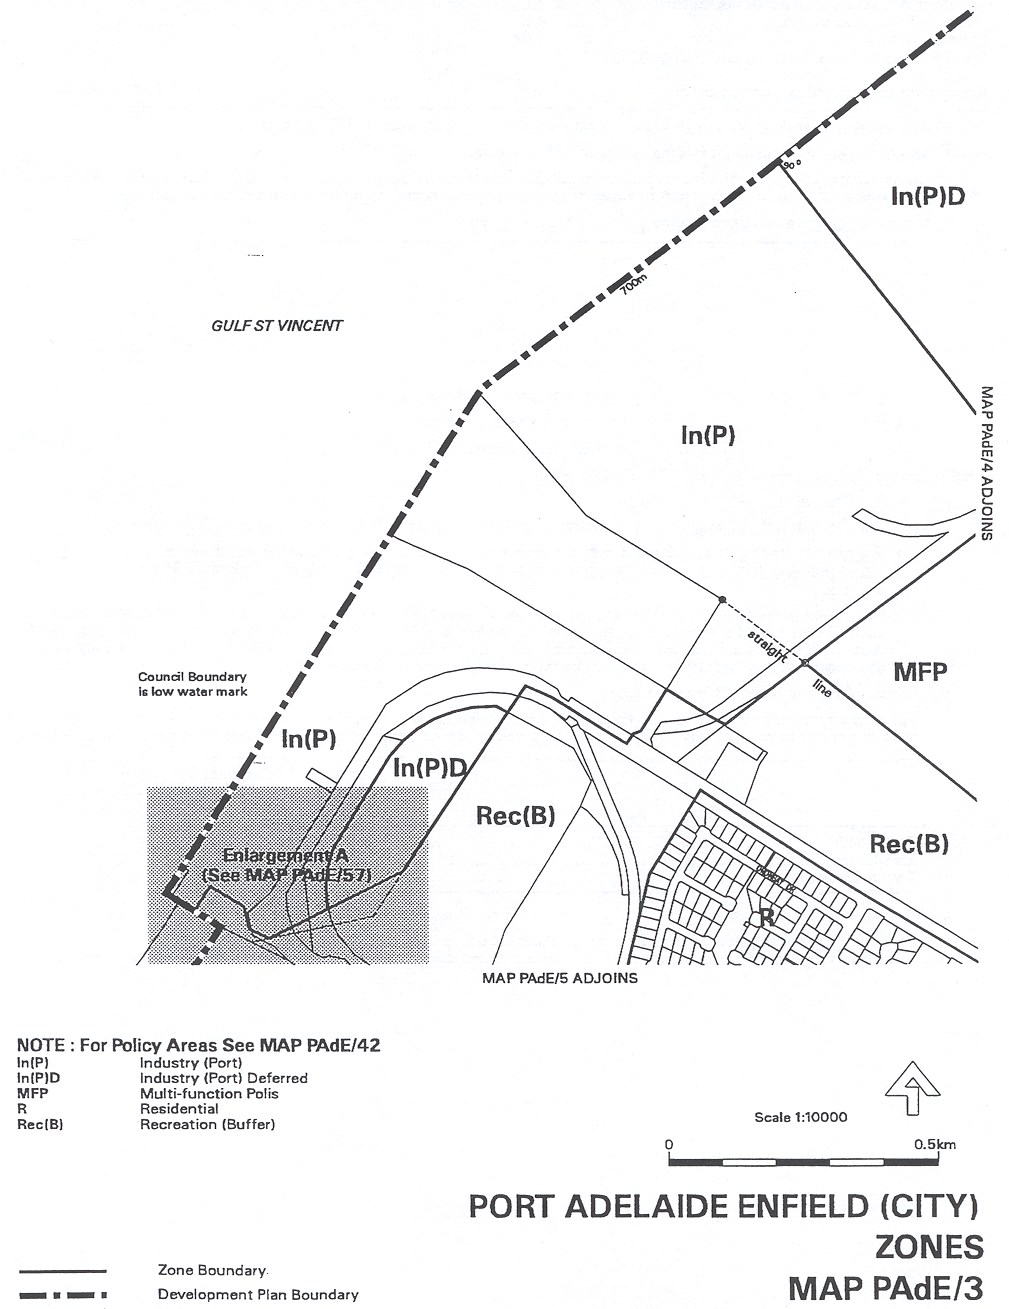 90°
In(P)D
700m
GULF ST VINCENT
MAP PAdE/4 ADJOINS
In(P)
straight
line
MFP
Council Boundary
is low water mark
In(P)
In(P)D
Rec(B)
Rec(B)
Enlargement A
(See MAP PAdE/57)
R
MAP PAdE/5 ADJOINS
NOTE : For Policy Areas See MAP PAdE/42
In(P) Industry (Port)
In(P)D Industry (Port) Deferred
MFP Multi-function Polis
R Residential
Rec(B) Recreation (Buffer)
Scale 1:10000
0 0.5km
PORT ADELAIDE ENFIELD (CITY)
ZONES
MAP PAdE/3
Zone Boundary
Development Plan Boundary